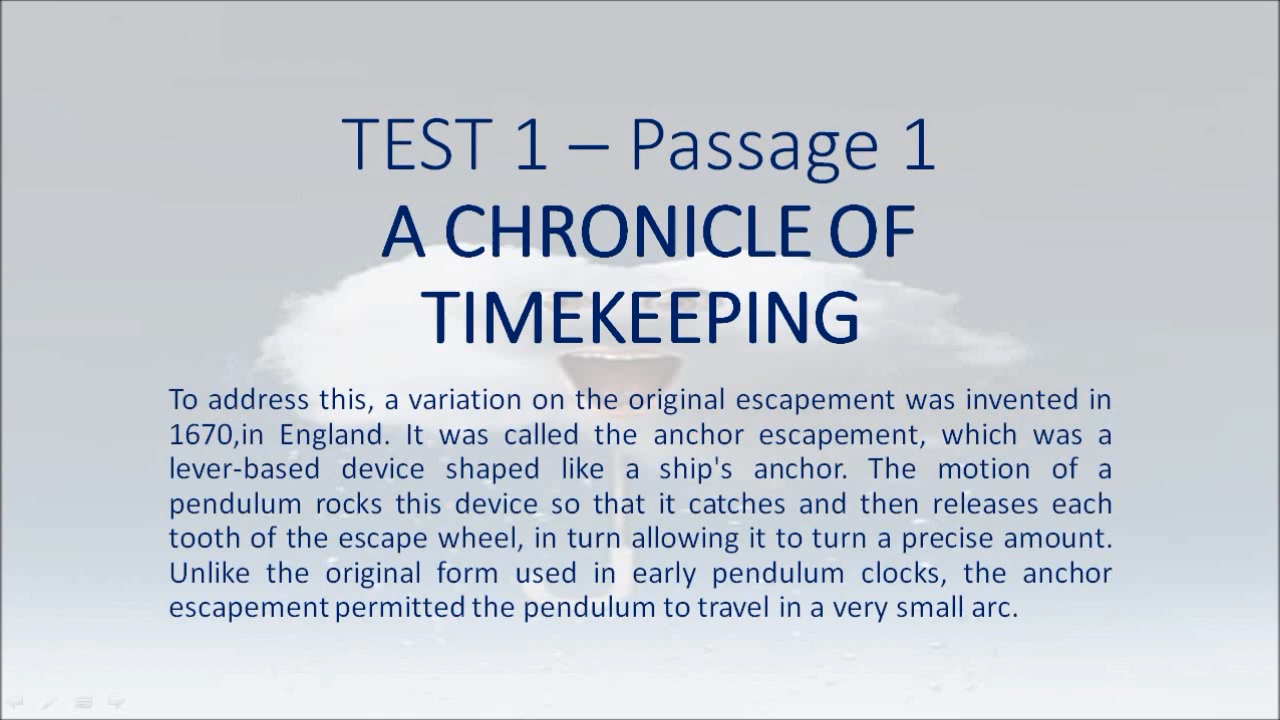 TEST 1 – Passage 1
A CHRONICLE OF
TIMEKEEPING
To address this, a variation on the original escapement was invented in
1670,in England. It was called the anchor escapement, which was a
lever-based device shaped like a ship's anchor. The motion of a
pendulum rocks this device so that it catches and then releases each
tooth of the escape wheel, in turn allowing it to turn a precise amount.
Unlike the original form used in early pendulum clocks, the anchor
escapement permitted the pendulum to travel in a very small arc.